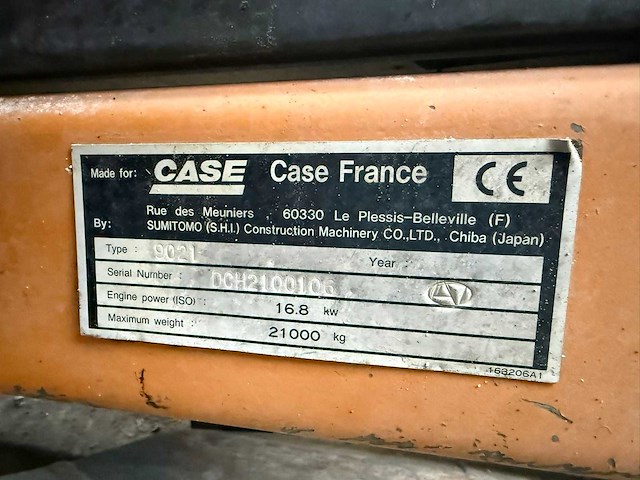 Made for: CASE Case France CE
Rue des Meuniers , 60330 Le Plessis-Belleville (F)
By: SUMITOMO (S.H.I.) Construction Machinery CO.,LTD., Chiba (Japan)
Type : 9021 Year
Serial Number : DCH2100106
Engine power (ISO) : 16.8 kw
Maximum weight : 21000 kg
168206A1